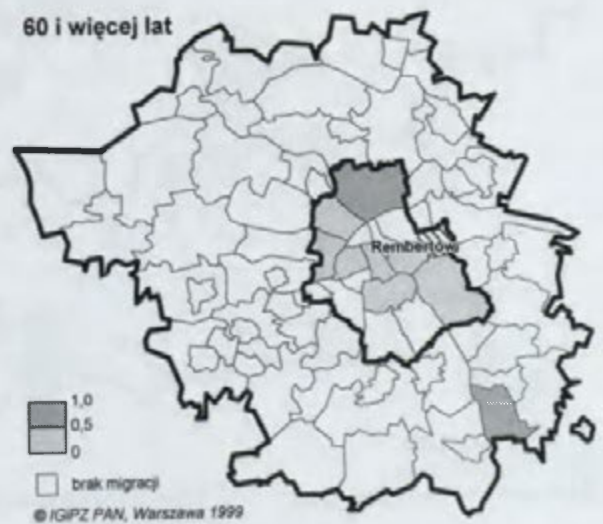 60 i więcej lat
Rembertów
1,0
0,5
0
brak migracji
© IGiPZ PAN, Warszawa 1999